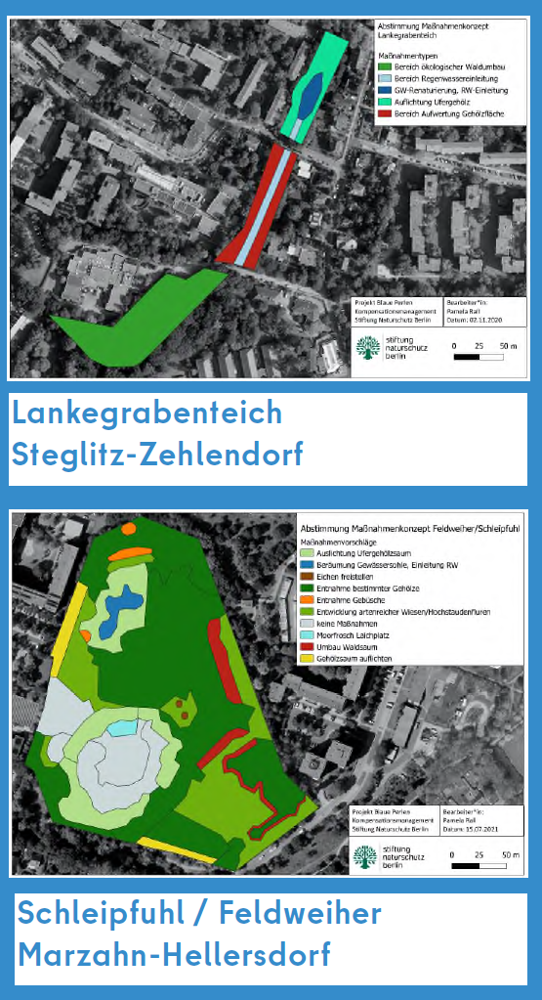 Abstimmung Maßnahmenkonzept
Lankegrabenteich
Maßnahmentypen
Bereich ökologischer Waldumbau
Bereich Regenwassereinleitung
GW-Renaturierung, RW-Einleitung
Auflichtung Ufergehölz
Bereich Aufwertung Gehölzfläche
Projekt Blaue Perlen
Kompensationsmanagement
Stiftung Naturschutz Berlin
Bearbeiter*in:
Pamela Rall
Datum: 02.11.2020
stiftung
naturschutz
berlin
0 25 50 m
Lankegrabenteich
Steglitz-Zehlendorf
Abstimmung Maßnahmenkonzept Feldweiher/Schleipfuhl
Maßnahmenvorschläge
Auslichtung Ufergehölzsaum
Beräumung Gewässersohle, Einleitung RW
Eichen freistellen
Entnahme bestimmter Gehölze
Entnahme Gebüsche
Entwicklung artenreicher Wiesen/Hochstaudenfluren
keine Maßnahmen
Moorfrosch Laichplatz
Umbau Waldsaum
Gehölzsaum auflichten
Projekt Blaue Perlen
Kompensationsmanagement
Stiftung Naturschutz Berlin
Bearbeiter*in:
Pamela Rall
Datum: 15.07.2021
stiftung
naturschutz
berlin
0 25 50 m
Schleipfuhl / Feldweiher
Marzahn-Hellersdorf